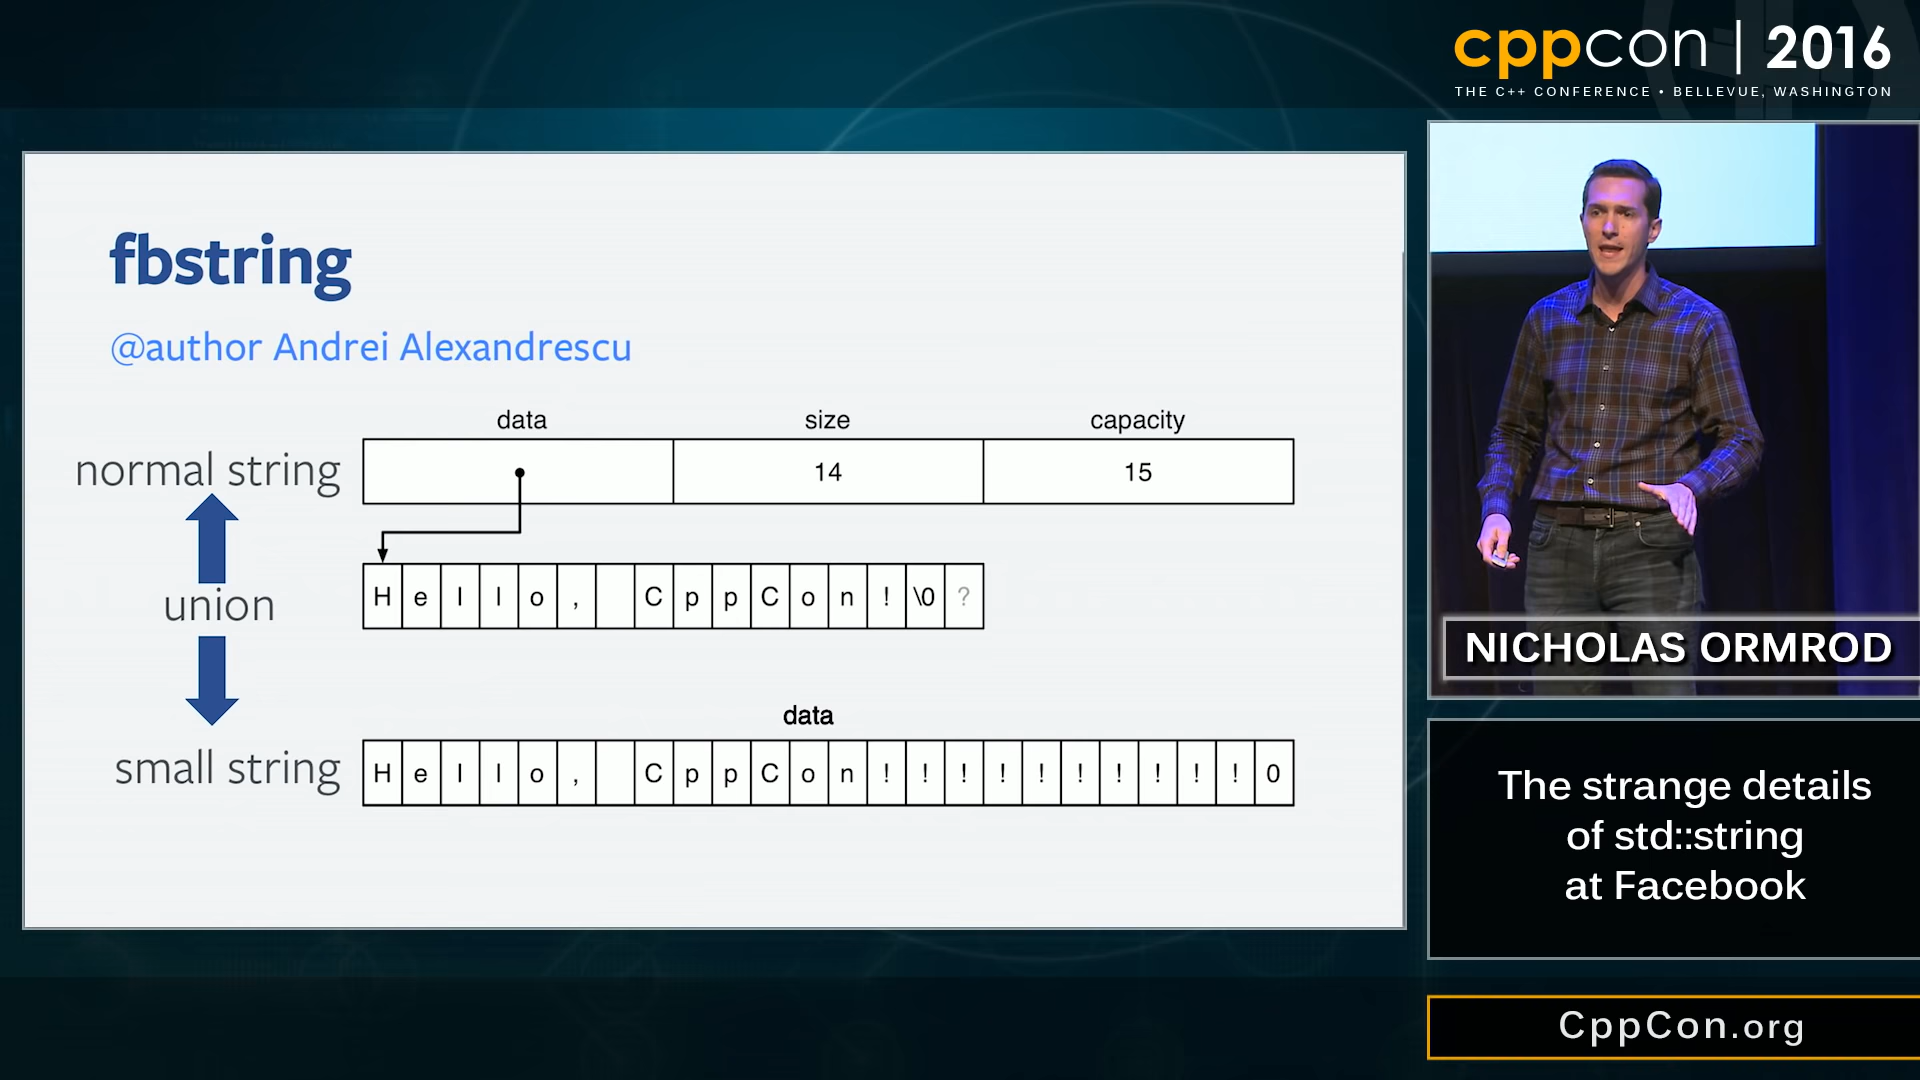 cppcon | 2016
THE C++ CONFERENCE • BELLEVUE, WASHINGTON
fbstring
@author Andrei Alexandrescu
data size capacity
normal string 14 15
union H e l l o , C p p C o n ! \0 ?
data
small string H e l l o , C p p C o n ! ! ! ! ! ! ! ! ! ! 0
NICHOLAS ORMROD
The strange details
of std::string
at Facebook
CppCon.org